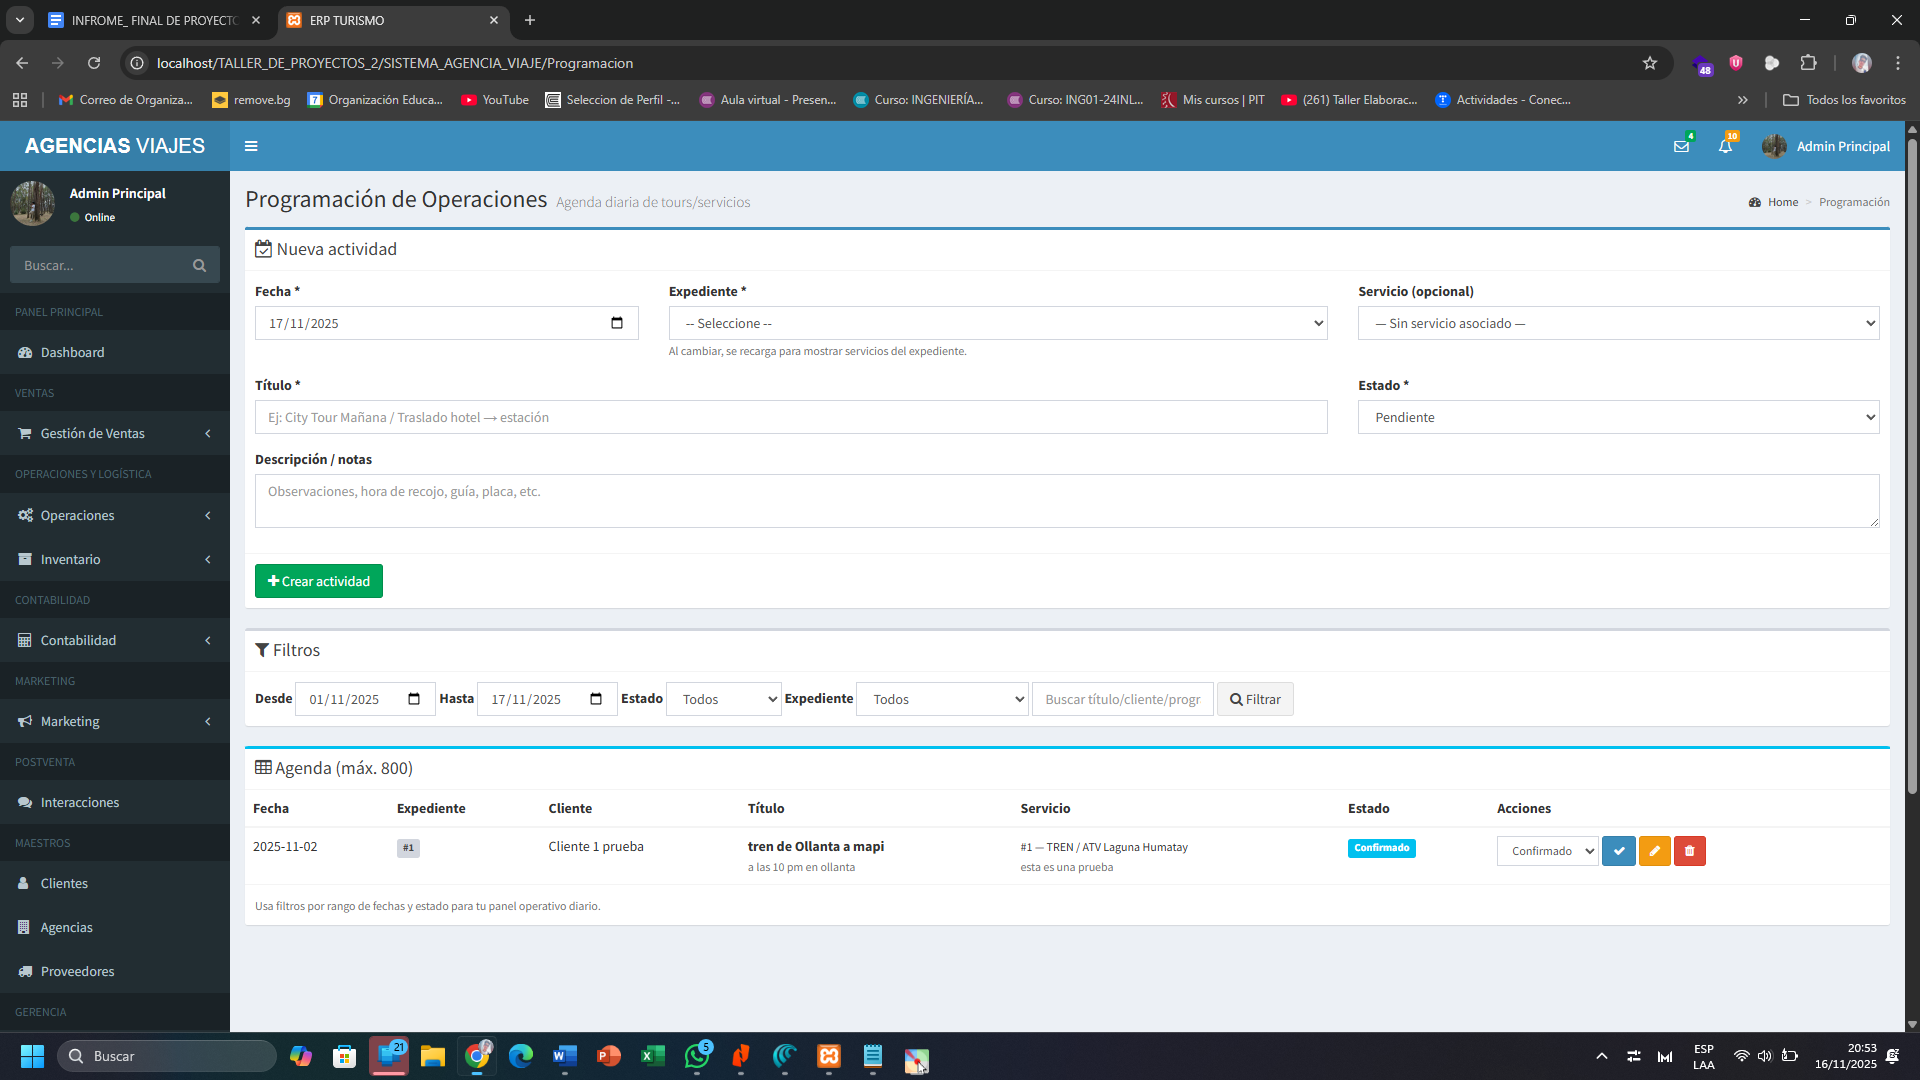 INFROME_ FINAL DE PROYECTO
ERP TURISMO
localhost/TALLER_DE_PROYECTOS_2/SISTEMA_AGENCIA_VIAJE/Programacion
48
Correo de Organiza...
remove.bg
Organización Educa...
YouTube
Seleccion de Perfil -...
Aula virtual - Presen...
Curso: INGENIERÍA...
Curso: ING01-24INL...
Mis cursos | PIT
(261) Taller Elaborac...
Actividades - Conec...
Todos los favoritos
AGENCIAS VIAJES
4
10
Admin Principal
Admin Principal
Online
Buscar...
PANEL PRINCIPAL
Dashboard
VENTAS
Gestión de Ventas
OPERACIONES Y LOGÍSTICA
Operaciones
Inventario
CONTABILIDAD
Contabilidad
MARKETING
Marketing
POSTVENTA
Interacciones
MAESTROS
Clientes
Agencias
Proveedores
GERENCIA
Programación de Operaciones Agenda diaria de tours/servicios
Home > Programación
Nueva actividad
Fecha *
Expediente *
Servicio (opcional)
17/11/2025
-- Seleccione --
— Sin servicio asociado —
Al cambiar, se recarga para mostrar servicios del expediente.
Título *
Estado *
Ej: City Tour Mañana / Traslado hotel → estación
Pendiente
Descripción / notas
Observaciones, hora de recojo, guía, placa, etc.
Crear actividad
Filtros
Desde 01/11/2025 Hasta 17/11/2025 Estado Todos Expediente Todos Buscar título/cliente/progr Filtrar
Agenda (máx. 800)
Fecha Expediente Cliente Título Servicio Estado Acciones
2025-11-02 #1 Cliente 1 prueba tren de Ollanta a mapi #1 — TREN / ATV Laguna Humatay Confirmado Confirmado
a las 10 pm en ollanta esta es una prueba
Usa filtros por rango de fechas y estado para tu panel operativo diario.
Buscar
21
5
ESP
LAA
20:53
16/11/2025